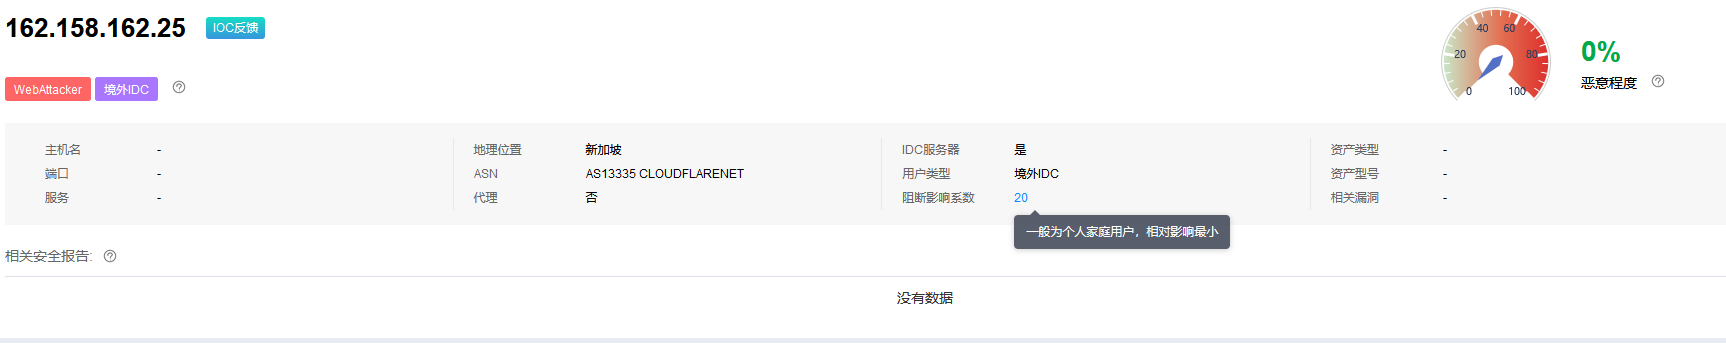 162.158.162.25 IOC反馈
WebAttacker 境外IDC
0 20 40 60 80 100
0%
恶意程度
主机名 - 地理位置 新加坡 IDC服务器 是 资产类型 -
端口 - ASN AS13335 CLOUDFLARENET 用户类型 境外IDC 资产型号 -
服务 - 代理 否 阻断影响系数 20 相关漏洞 -
一般为个人家庭用户，相对影响最小
相关安全报告:
没有数据